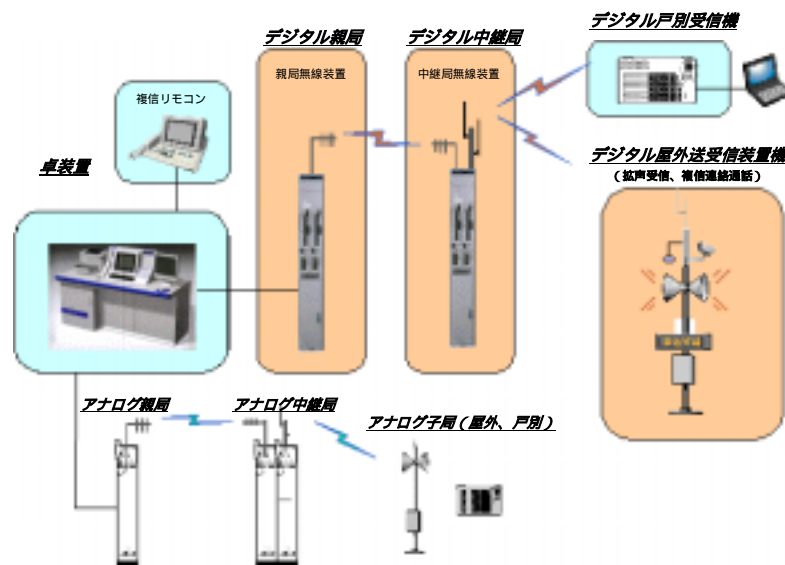 デジタル戸別受信機
デジタル親局
デジタル中継局
親局無線装置
中継局無線装置
複信リモコン
卓装置
デジタル屋外送受信装置機
(拡声受信、複信連絡通話)
アナログ親局
アナログ中継局
アナログ子局(屋外、戸別)